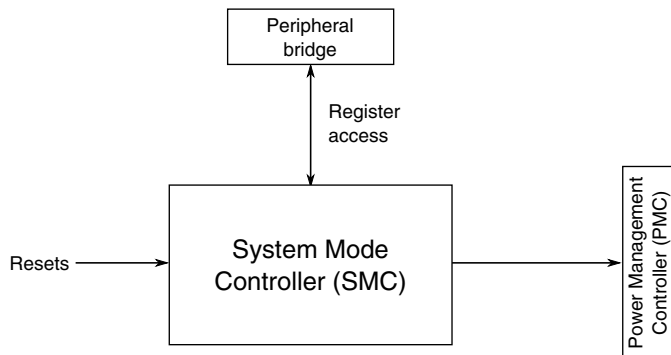 Peripheral
bridge
Register
access
Resets
System Mode
Controller (SMC)
Power Management
Controller (PMC)